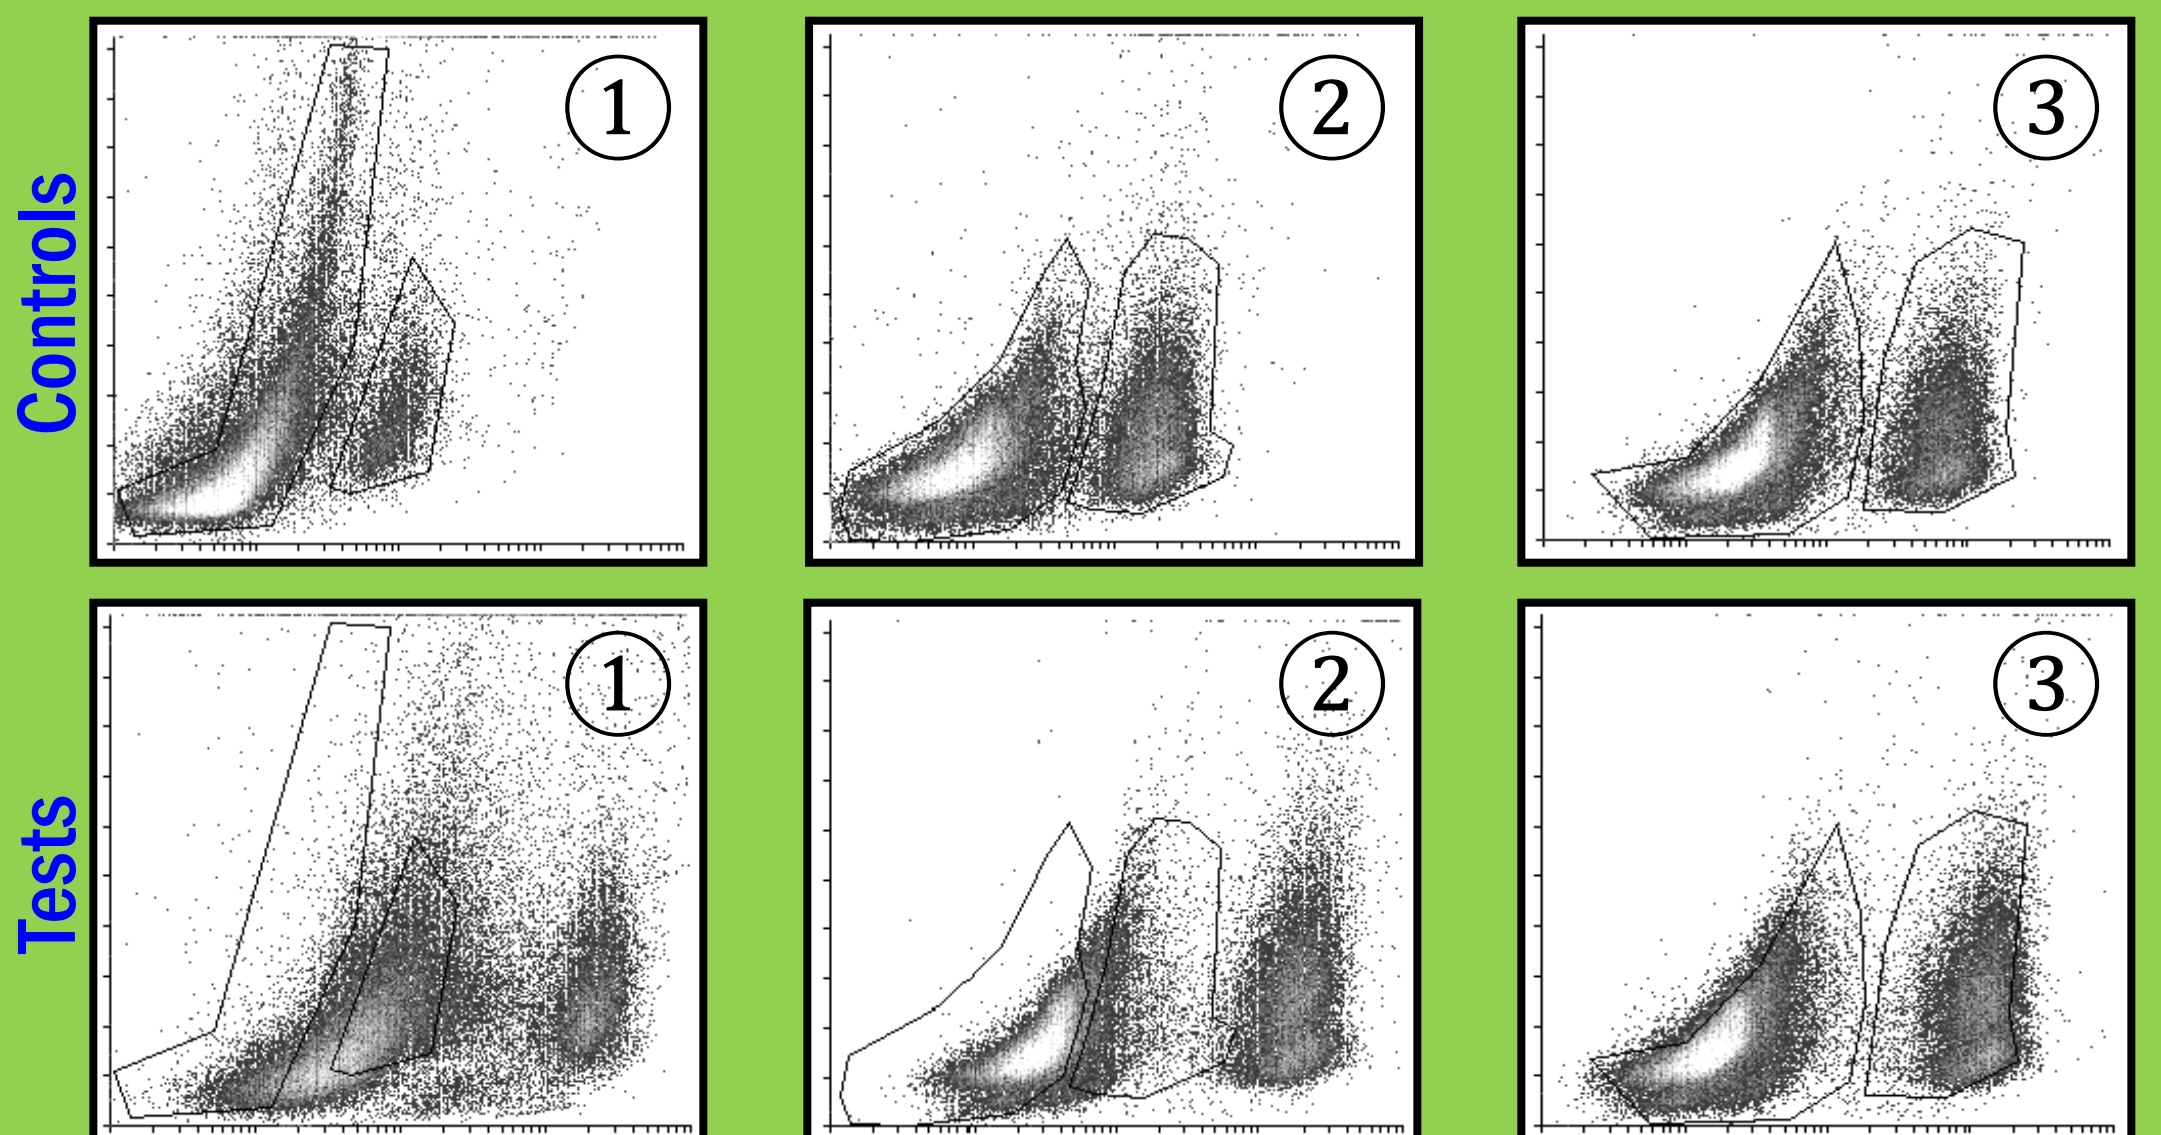 Controls
① ② ③
Tests
① ② ③